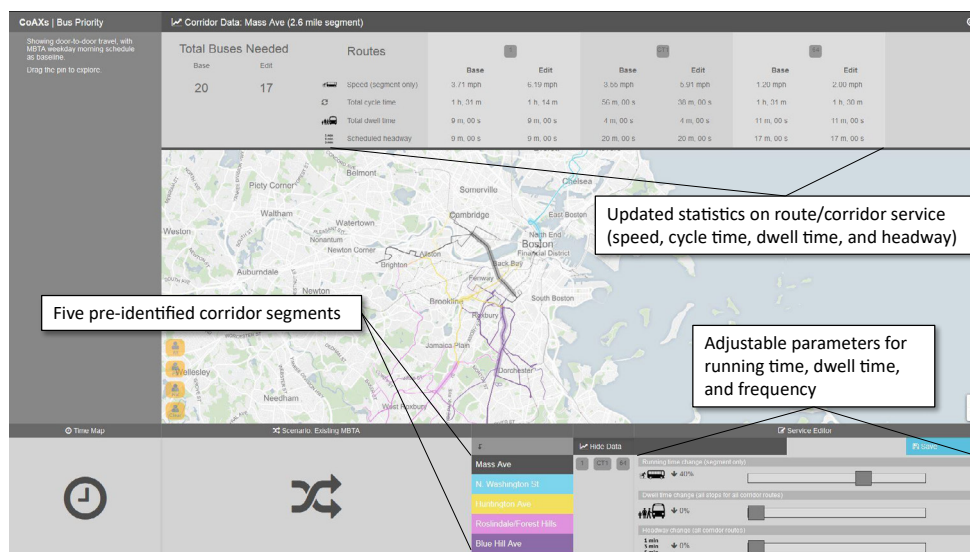 CoAXs | Bus Priority
Corridor Data: Mass Ave (2.6 mile segment)
Showing door-to-door travel, with
MBTA weekday morning schedule
as baseline.
Drag the pin to explore.
Total Buses Needed
Base Edit
20 17
Routes
1 CT1 64
Base Edit Base Edit Base Edit
Speed (segment only) 3.71 mph 6.19 mph 3.55 mph 5.91 mph 1.20 mph 2.00 mph
Total cycle time 1 h, 31 m 1 h, 14 m 56 m, 00 s 38 m, 00 s 1 h, 31 m 1 h, 30 m
Total dwell time 9 m, 00 s 9 m, 00 s 4 m, 00 s 4 m, 00 s 11 m, 00 s 11 m, 00 s
Scheduled headway 9 m, 00 s 9 m, 00 s 20 m, 00 s 20 m, 00 s 17 m, 00 s 17 m, 00 s
Belmont
Piety Corner
Somerville
Chelsea
Waltham
Cambridge
East Boston
Weston
Watertown
Nonantum
North End
Boston
Financial District
Newton Corner
Allston
Brighton
Back Bay
Auburndale
Fenway
Newton
Brookline
South Boston
Roxbury
Jamaica Plain
Wellesley
Dorchester
Needham
West Roxbury
Updated statistics on route/corridor service
(speed, cycle time, dwell time, and headway)
Five pre-identified corridor segments
Adjustable parameters for
running time, dwell time,
and frequency
Time Map
Scenario: Existing MBTA
Service Editor
Hide Data
Save
Mass Ave
N. Washington St
Huntington Ave
Roslindale/Forest Hills
Blue Hill Ave
1 CT1 64
Running time change (segment only)
40%
Dwell time change (all stops for all corridor routes)
0%
Headway change (all corridor routes)
1 min
3 min
0%